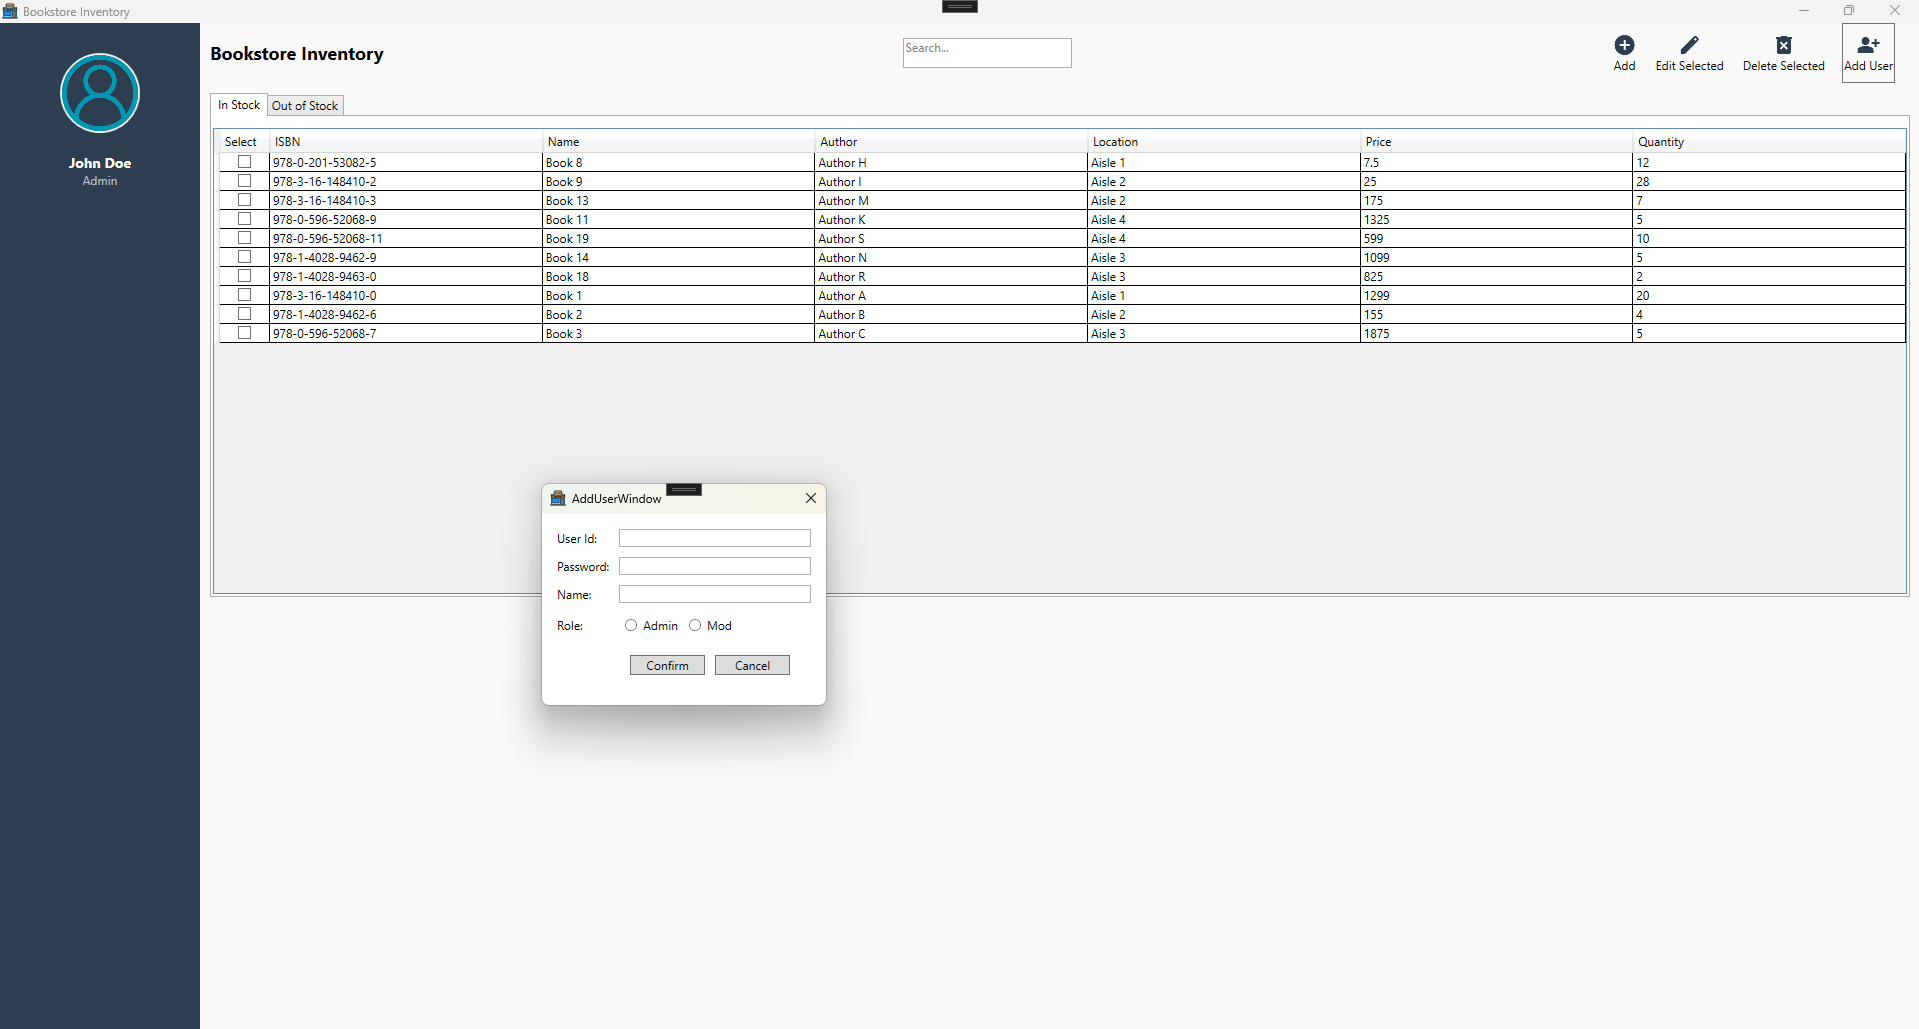 Bookstore Inventory
John Doe
Admin
Bookstore Inventory
Search...
Add
Edit Selected
Delete Selected
Add User
In Stock
Out of Stock
Select ISBN Name Author Location Price Quantity
978-0-201-53082-5 Book 8 Author H Aisle 1 7.5 12
978-3-16-148410-2 Book 9 Author I Aisle 2 25 28
978-3-16-148410-3 Book 13 Author M Aisle 2 175 7
978-0-596-52068-9 Book 11 Author K Aisle 4 1325 5
978-0-596-52068-11 Book 19 Author S Aisle 4 599 10
978-1-4028-9462-9 Book 14 Author N Aisle 3 1099 5
978-1-4028-9463-0 Book 18 Author R Aisle 3 825 2
978-3-16-148410-0 Book 1 Author A Aisle 1 1299 20
978-1-4028-9462-6 Book 2 Author B Aisle 2 155 4
978-0-596-52068-7 Book 3 Author C Aisle 3 1875 5
AddUserWindow
User Id:
Password:
Name:
Role: Admin Mod
Confirm Cancel